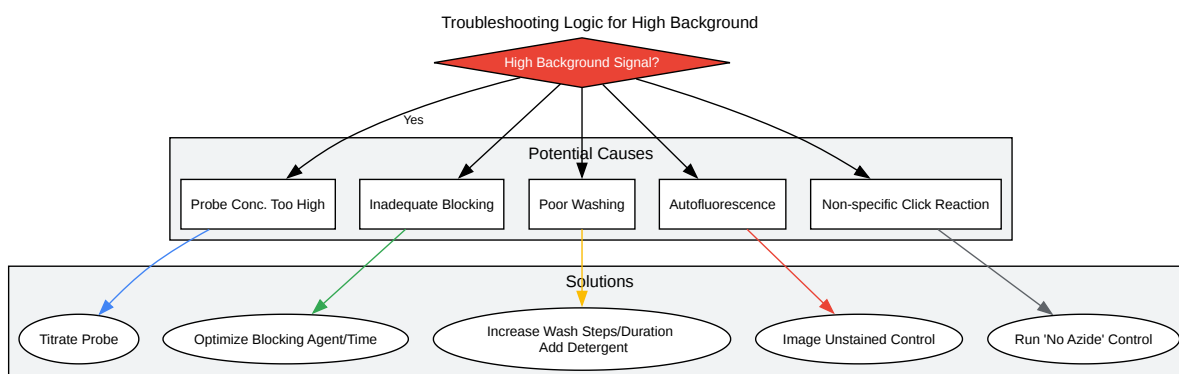 Troubleshooting Logic for High Background
High Background Signal?
Yes
Potential Causes
Probe Conc. Too High
Inadequate Blocking
Poor Washing
Autofluorescence
Non-specific Click Reaction
Solutions
Titrate Probe
Optimize Blocking Agent/Time
Increase Wash Steps/Duration
Add Detergent
Image Unstained Control
Run 'No Azide' Control